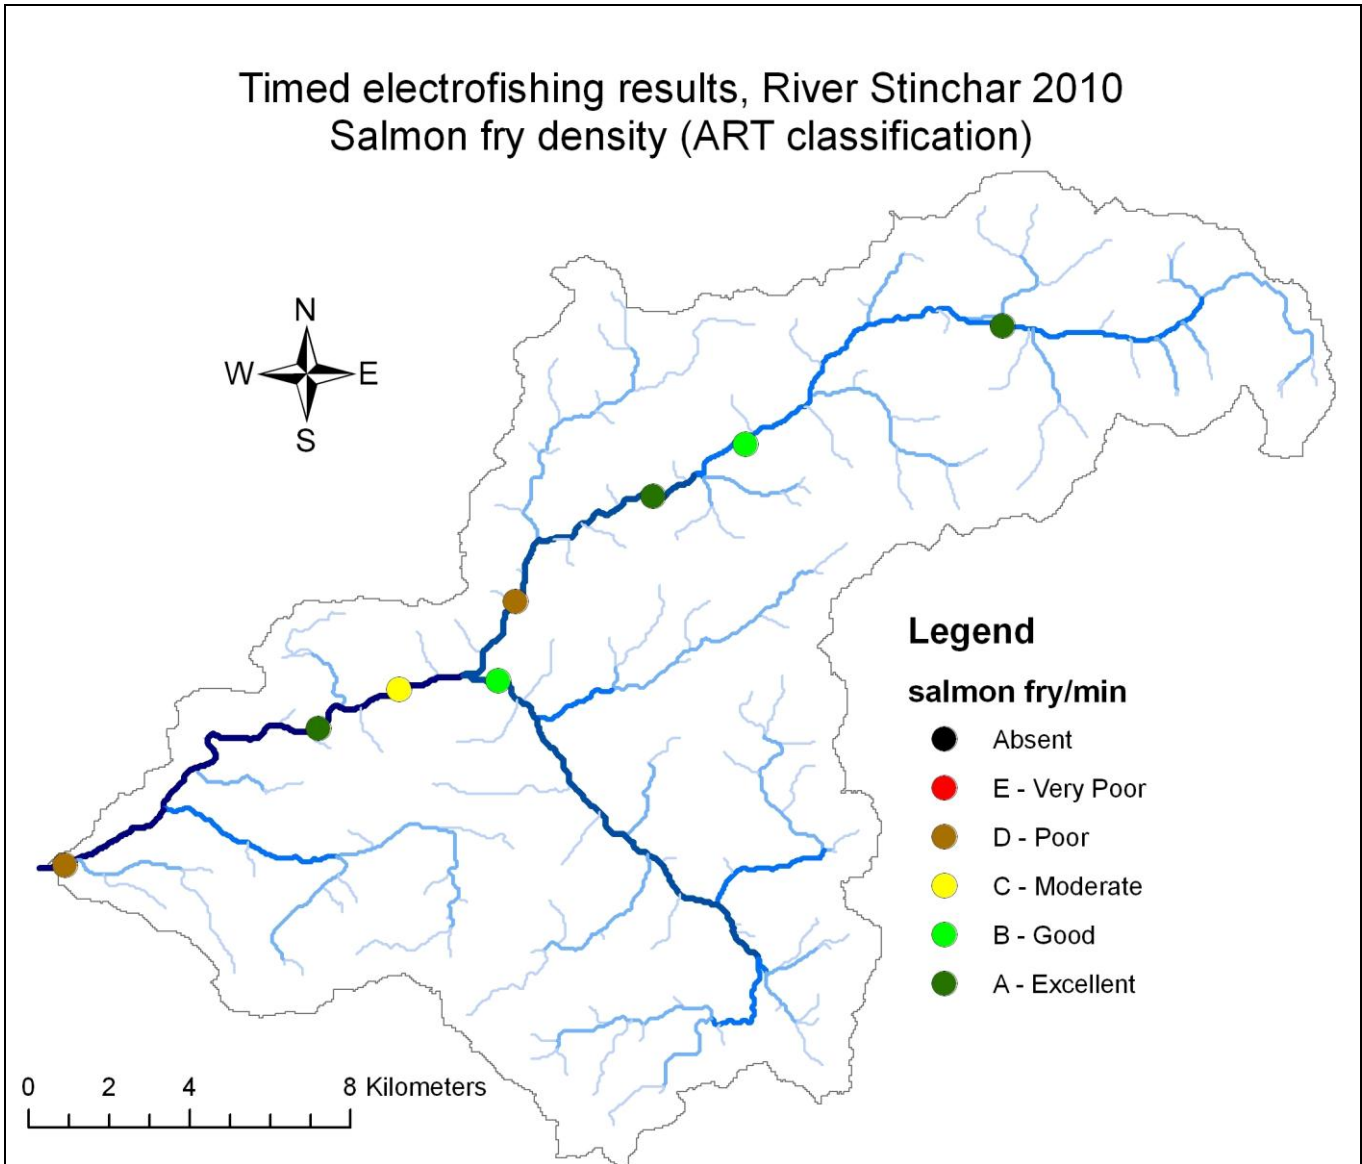 Timed electrofishing results, River Stinchar 2010
Salmon fry density (ART classification)
N
W E
S
Legend
salmon fry/min
Absent
E - Very Poor
D - Poor
C - Moderate
B - Good
A - Excellent
0 2 4 8 Kilometers